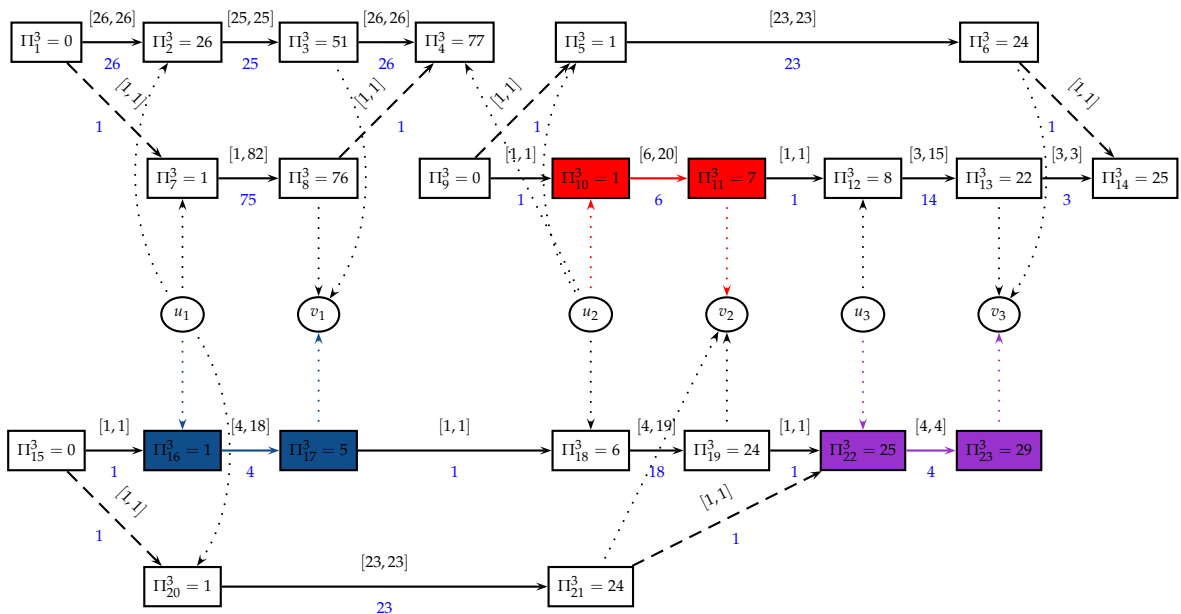 [26, 26] [25, 25] [26, 26] [23, 23]
Π³₁ = 0 Π³₂ = 26 Π³₃ = 51 Π³₄ = 77 Π³₅ = 1 Π³₆ = 24
26 25 26 23
[1, 1] [1, 1] [1, 1] [1, 1]
1 1 1 1
[1, 82] [1, 1] [6, 20] [1, 1] [3, 15] [3, 3]
Π³₇ = 1 Π³₈ = 76 Π³₉ = 0 Π³₁₀ = 1 Π³₁₁ = 7 Π³₁₂ = 8 Π³₁₃ = 22 Π³₁₄ = 25
75 1 6 1 14 3
u₁ v₁ u₂ v₂ u₃ v₃
[1, 1] [4, 18] [1, 1] [4, 19] [1, 1] [4, 4]
Π³₁₅ = 0 Π³₁₆ = 1 Π³₁₇ = 5 Π³₁₈ = 6 Π³₁₉ = 24 Π³₂₂ = 25 Π³₂₃ = 29
1 4 1 18 1 4
[1, 1] [1, 1]
1 1
[23, 23]
Π³₂₀ = 1 Π³₂₁ = 24
23